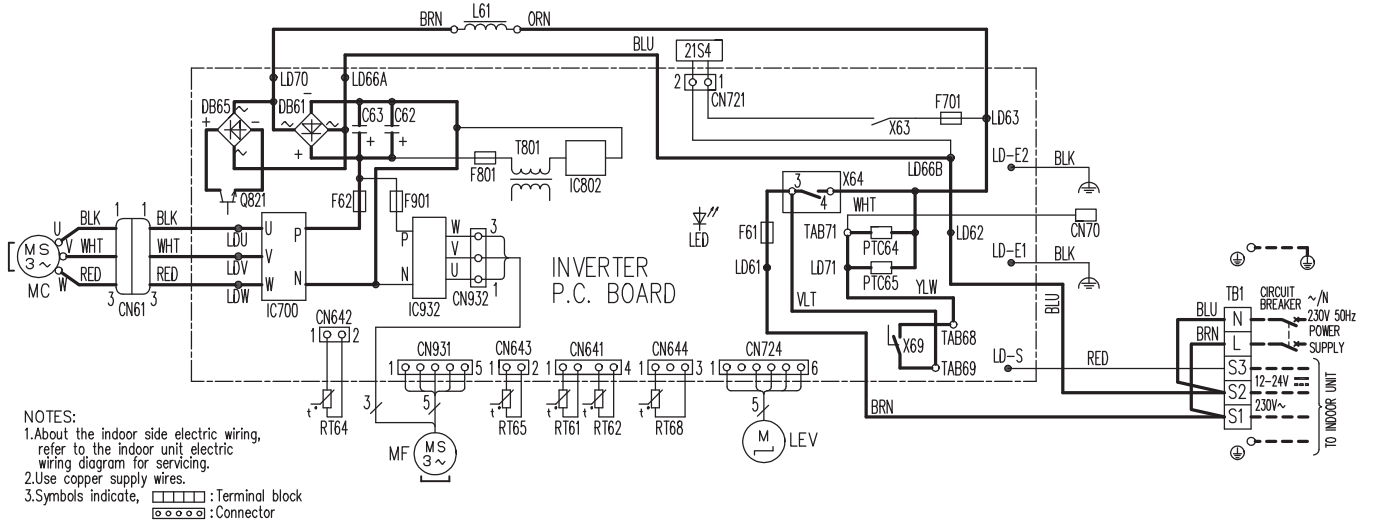 L61
BRN
ORN
BLU
21S4
2
1
CN721
LD70
LD66A
DB65
DB61
C63
C62
F701
X63
LD63
T801
F801
IC802
LD66B
LD-E2
BLK
Q821
F62
F901
3
X64
4
WHT
LED
F61
TAB71
PTC64
LD62
CN70
U
BLK
1
1
BLK
LDU
U
P
W
3
MS
3~
V
WHT
WHT
LDV
V
P
V
LD61
LD71
PTC65
LD-E1
BLK
W
RED
3
3
RED
LDW
W
N
N
U
1
MC
CN61
IC700
IC932
CN932
INVERTER
P.C. BOARD
VLT
YLW
BLU
TB1
CIRCUIT
BREAKER
~/N
230V 50Hz
POWER
SUPPLY
BLU
N
BRN
L
CN642
1
2
X69
TAB68
TAB69
CN931
1
5
CN643
1
2
CN641
1
4
CN644
1
3
CN724
1
6
LD-S
RED
S3
12-24V
S2
230V~
S1
TO INDOOR UNIT
BRN
t°
RT64
3
5
t°
RT65
t°
RT61
t°
RT62
t°
RT68
5
MF
MS
3~
M
LEV
NOTES:
1.About the indoor side electric wiring,
refer to the indoor unit electric
wiring diagram for servicing.
2.Use copper supply wires.
3.Symbols indicate, : Terminal block
: Connector